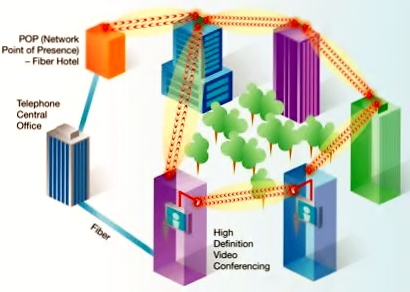 POP (Network
Point of Presence)
– Fiber Hotel
Telephone
Central
Office
Fiber
High
Definition
Video
Conferencing